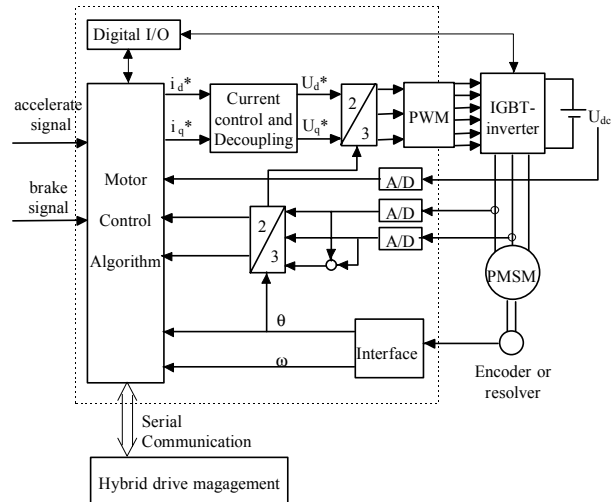 Digital I/O
accelerate
signal
brake
signal
Motor
Control
Algorithm
i_d*
i_q*
Current
control and
Decoupling
U_d*
U_q*
2
3
PWM
IGBT-
inverter
U_dc
A/D
A/D
A/D
2
3
PMSM
θ
ω
Interface
Encoder or
resolver
Serial
Communication
Hybrid drive magagement